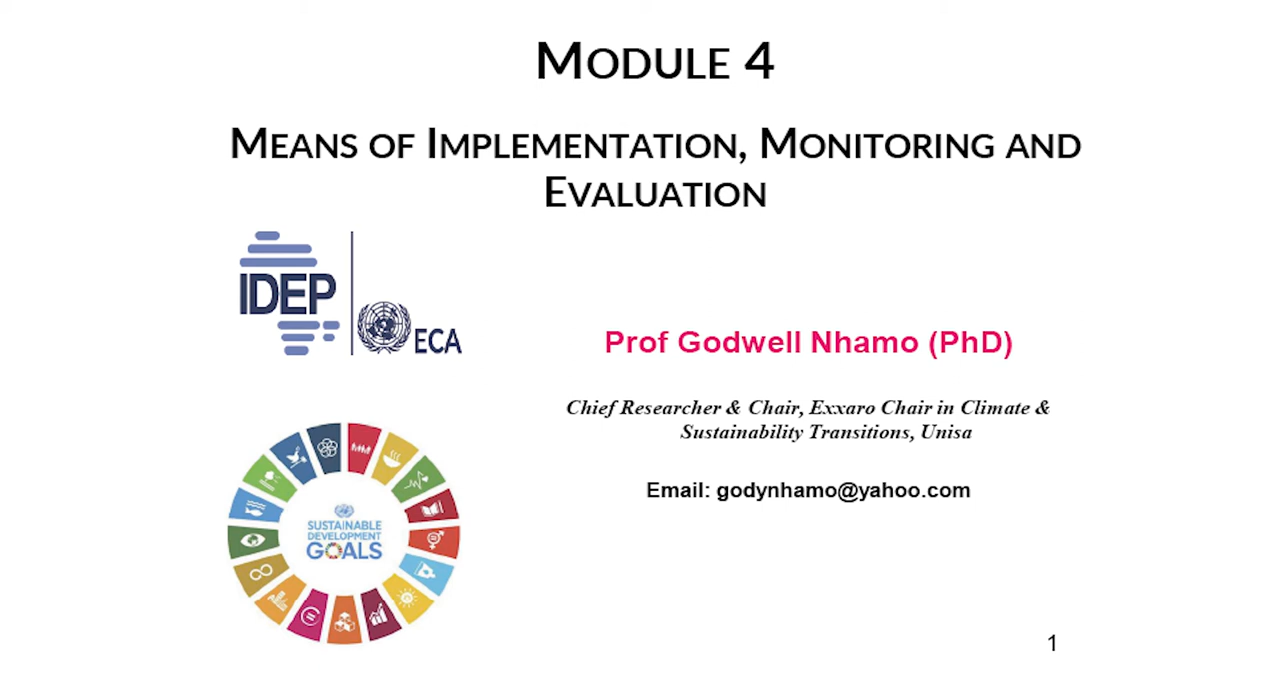 MODULE 4
MEANS OF IMPLEMENTATION, MONITORING AND
EVALUATION
IDEP
ECA
Prof Godwell Nhamo (PhD)
Chief Researcher & Chair, Exxaro Chair in Climate &
Sustainability Transitions, Unisa
Email: godynhamo@yahoo.com
SUSTAINABLE
DEVELOPMENT
GOALS
1